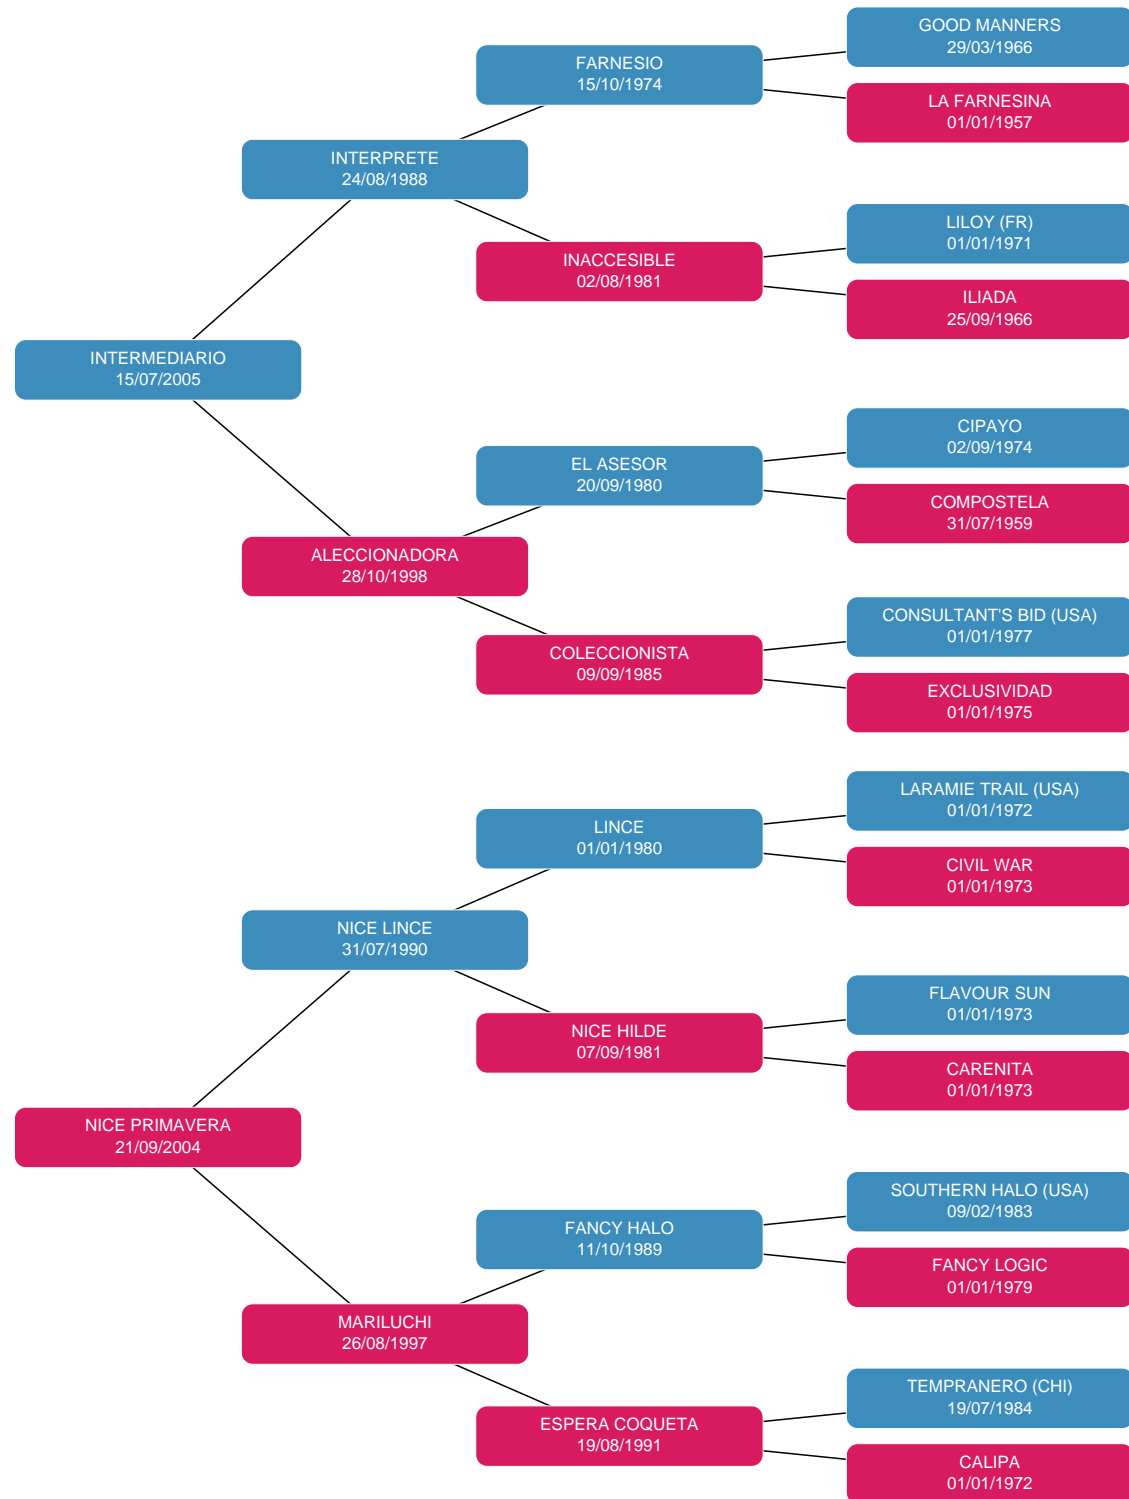 GOOD MANNERS
29/03/1966
FARNESIO
15/10/1974
LA FARNESINA
01/01/1957
INTERPRETE
24/08/1988
LILOY (FR)
01/01/1971
INACCESIBLE
02/08/1981
ILIADA
25/09/1966
INTERMEDIARIO
15/07/2005
CIPAYO
02/09/1974
EL ASESOR
20/09/1980
COMPOSTELA
31/07/1959
ALECCIONADORA
28/10/1998
CONSULTANT'S BID (USA)
01/01/1977
COLECCIONISTA
09/09/1985
EXCLUSIVIDAD
01/01/1975
LARAMIE TRAIL (USA)
01/01/1972
LINCE
01/01/1980
CIVIL WAR
01/01/1973
NICE LINCE
31/07/1990
FLAVOUR SUN
01/01/1973
NICE HILDE
07/09/1981
CARENITA
01/01/1973
NICE PRIMAVERA
21/09/2004
SOUTHERN HALO (USA)
09/02/1983
FANCY HALO
11/10/1989
FANCY LOGIC
01/01/1979
MARILUCHI
26/08/1997
TEMPRANERO (CHI)
19/07/1984
ESPERA COQUETA
19/08/1991
CALIPA
01/01/1972